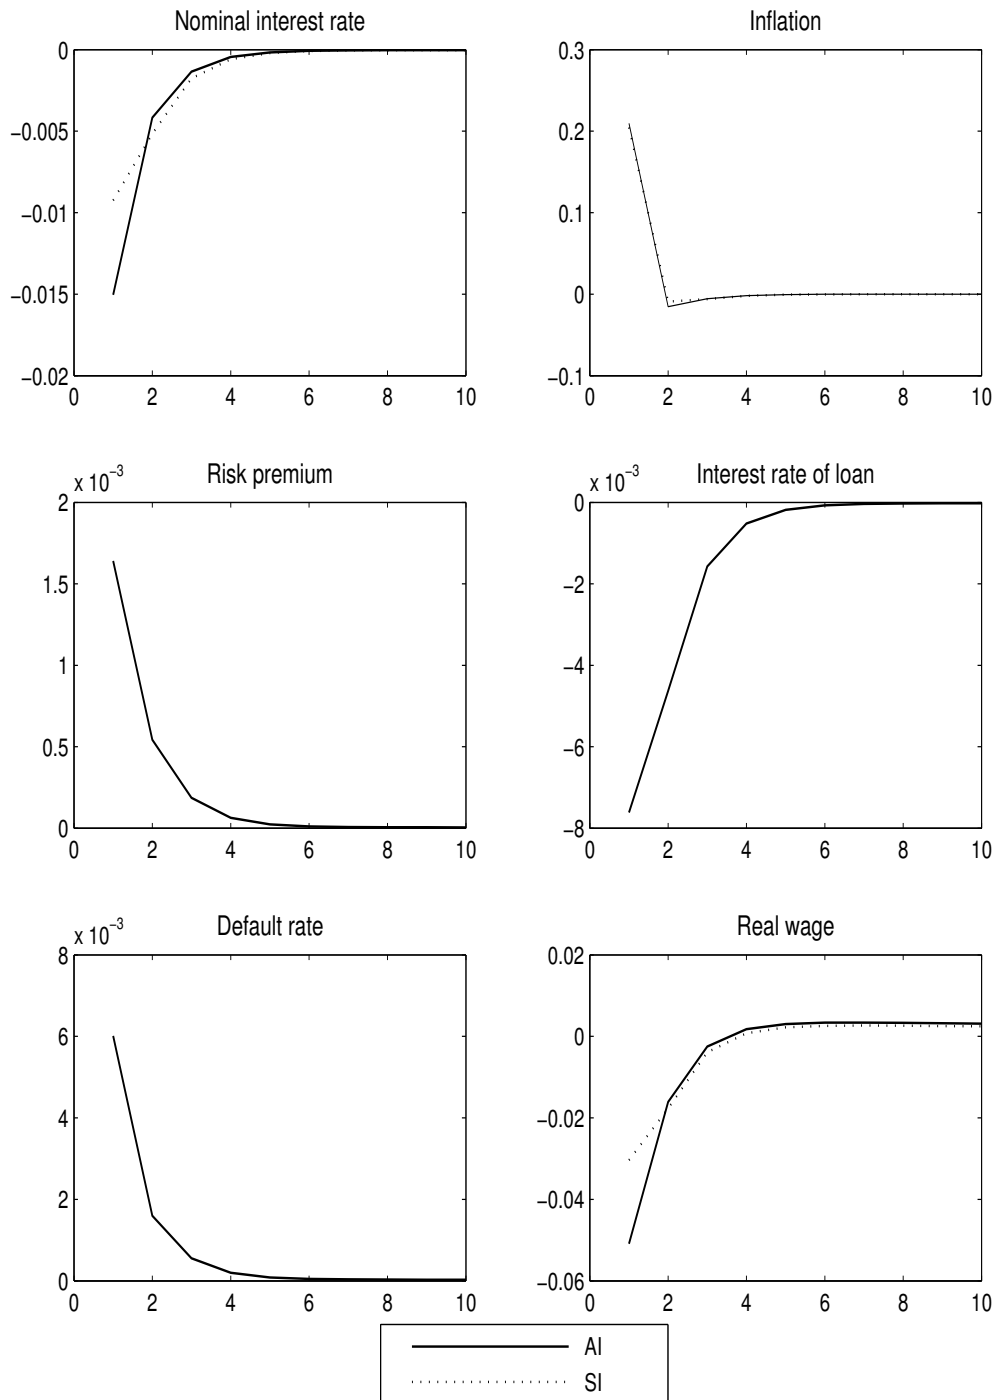 Nominal interest rate
0
−0.005
−0.01
−0.015
−0.02
0 2 4 6 8 10
Inflation
0.3
0.2
0.1
0
−0.1
0 2 4 6 8 10
Risk premium
x 10−3
2
1.5
1
0.5
0
0 2 4 6 8 10
Interest rate of loan
x 10−3
0
−2
−4
−6
−8
0 2 4 6 8 10
Default rate
x 10−3
8
6
4
2
0
0 2 4 6 8 10
Real wage
0.02
0
−0.02
−0.04
−0.06
0 2 4 6 8 10
AI
SI